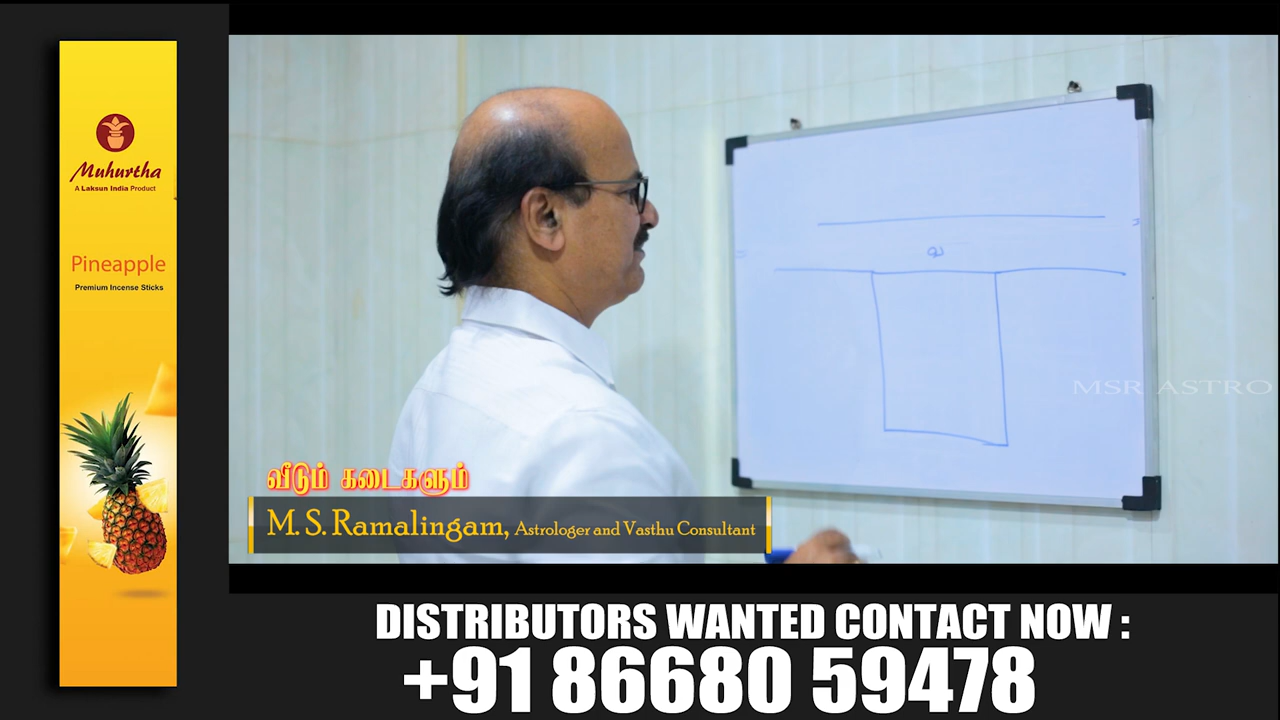 Muhurtha
A Laksun India Product
Pineapple
Premium Incense Sticks
வ
MSR ASTRO
வீடும் கடைகளும்
M. S. Ramalingam, Astrologer and Vasthu Consultant
DISTRIBUTORS WANTED CONTACT NOW :
+91 86680 59478